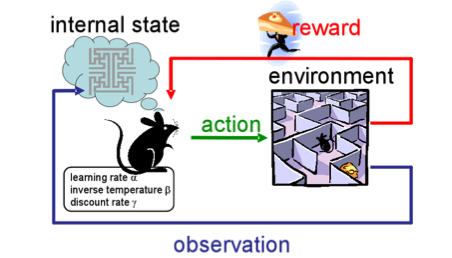 internal state
reward
environment
action
learning rate α
inverse temperature β
discount rate γ
observation